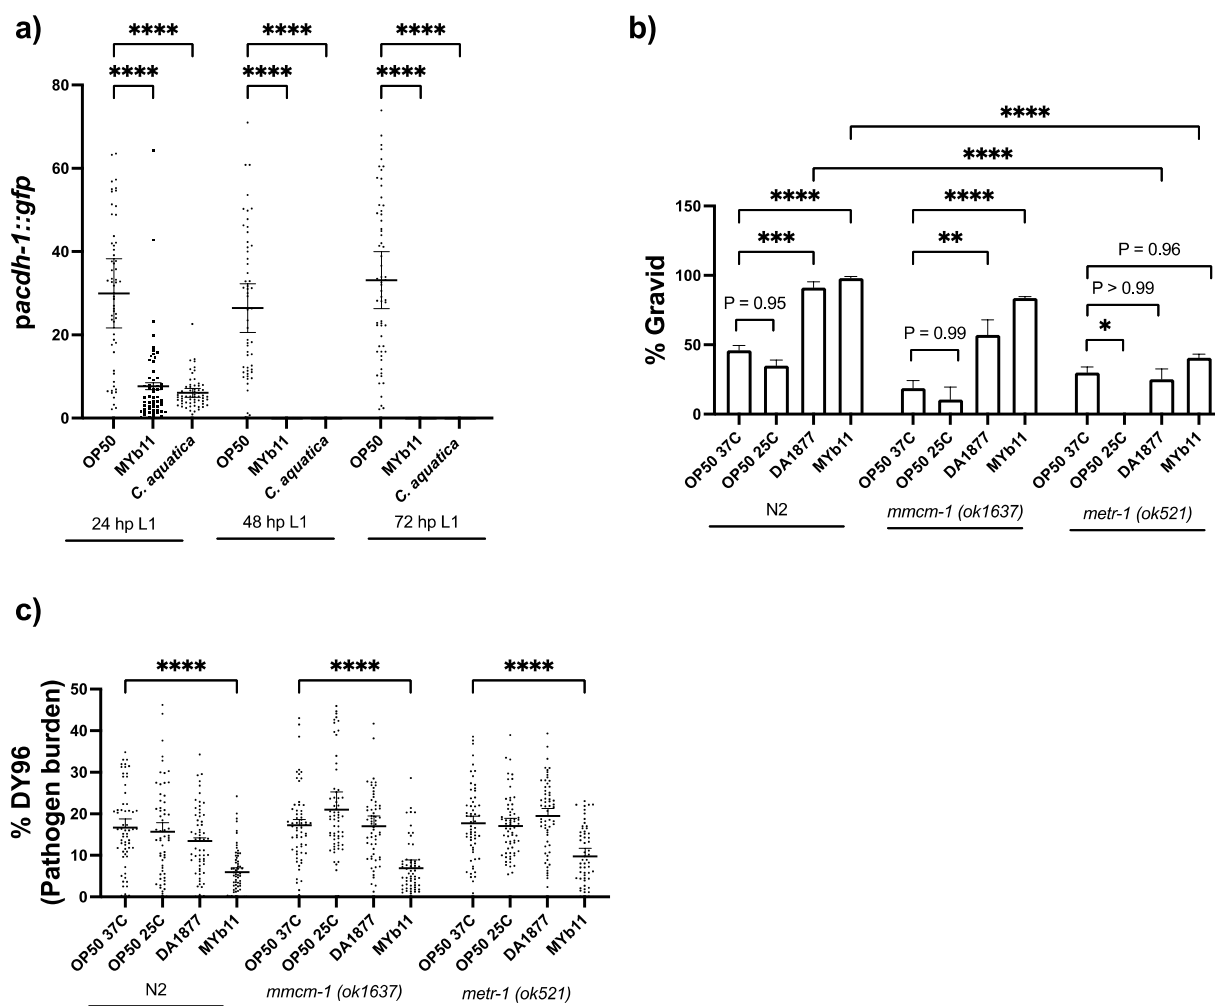 a)
**** **** ****
**** **** ****
80
60
40
20
0
pacdh-1::gfp
OP50 MYb11 C. aquatica OP50 MYb11 C. aquatica OP50 MYb11 C. aquatica
24 hp L1 48 hp L1 72 hp L1
b)
****
****
**** ****
*** **
P = 0.96
P > 0.99
P = 0.95
P = 0.99
*
150
100
50
0
% Gravid
OP50 37C OP50 25C DA1877 MYb11 OP50 37C OP50 25C DA1877 MYb11 OP50 37C OP50 25C DA1877 MYb11
N2 mmcm-1 (ok1637) metr-1 (ok521)
c)
**** **** ****
50
40
30
20
10
0
% DY96
(Pathogen burden)
OP50 37C OP50 25C DA1877 MYb11 OP50 37C OP50 25C DA1877 MYb11 OP50 37C OP50 25C DA1877 MYb11
N2 mmcm-1 (ok1637) metr-1 (ok521)